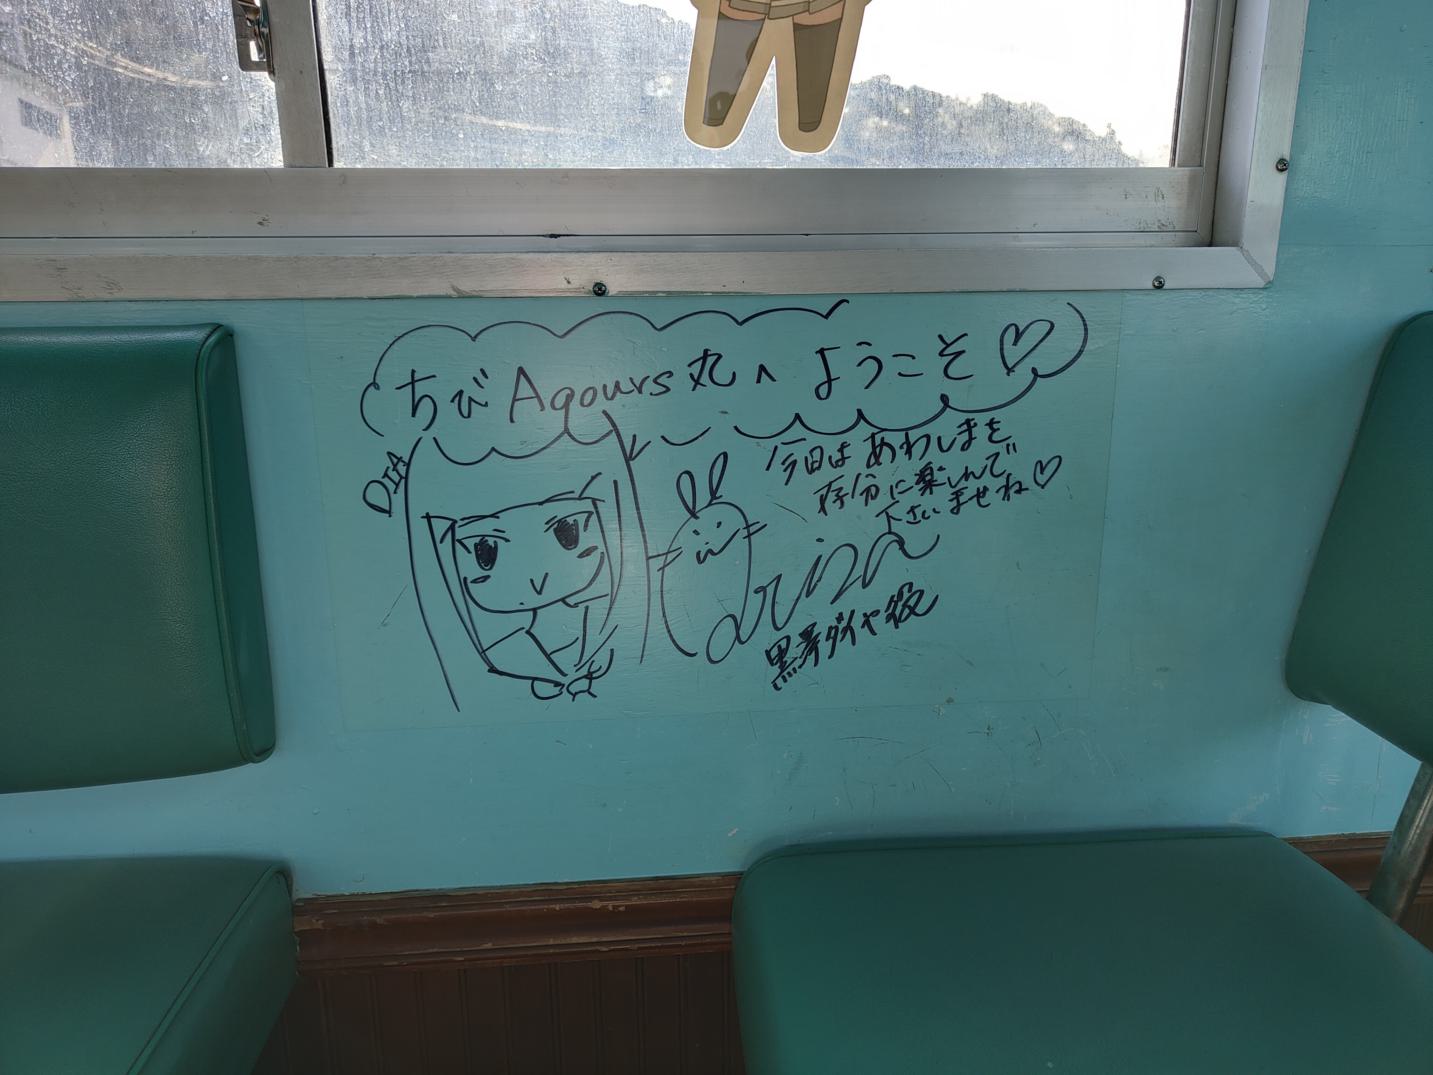 ちびAqours丸へ ようこそ♡
DIA
今日はあわしまを
存分に楽しんで
下さいませね♡
Arisa
黒澤ダイヤ役